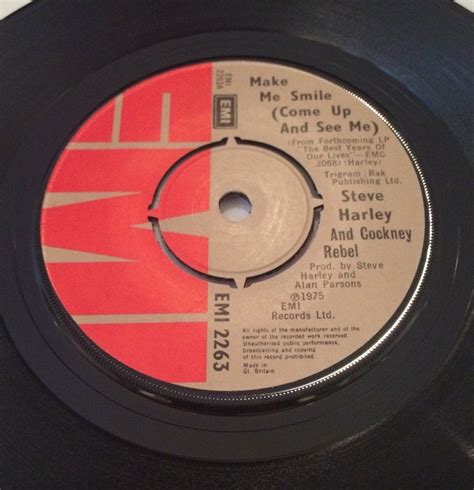 Make
Me Smile
(Come Up
And See Me)
(From Forthcoming LP
"The Best Years Of
Our Lives"—EMC
3068) (Harley)
Trigram/Rak
Publishing Ltd.
Steve
Harley
And Cockney
Rebel
Prod. by Steve
Harley and
Alan Parsons
℗1975
EMI
Records Ltd.
All rights of the manufacturer and of the
owner of the recorded work reserved.
Unauthorised public performance,
broadcasting and copying
of this record prohibited.
Made in
Gt. Britain
EMI
EMI
2263A
EMI 2263
EMI